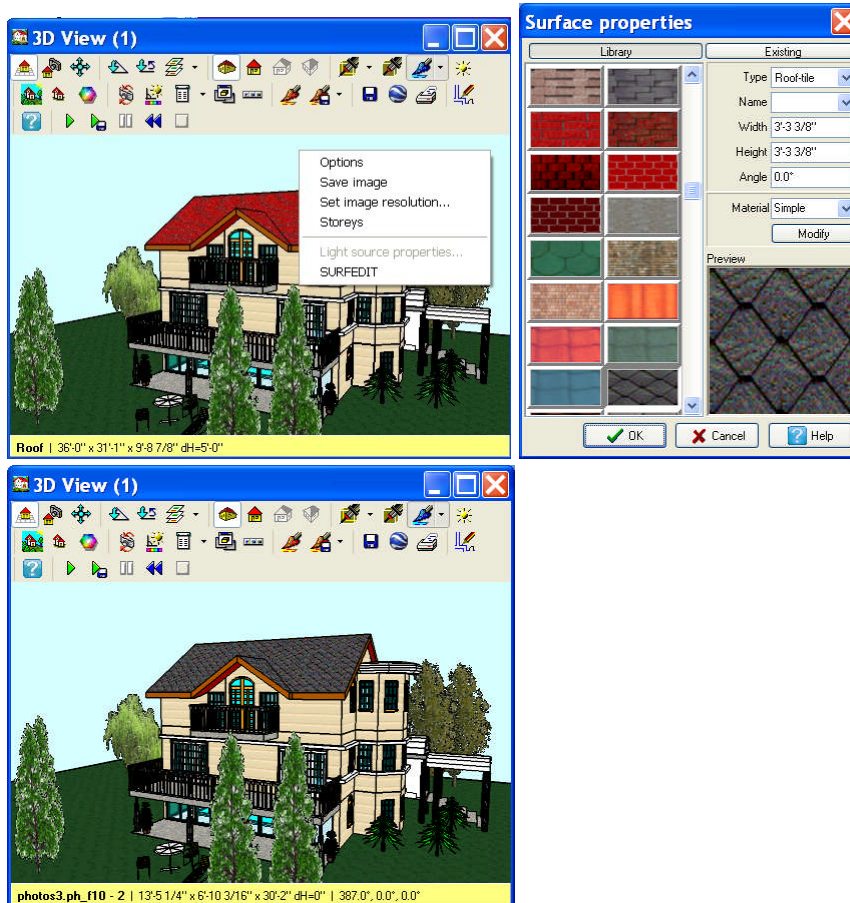 3D View (1)
Options
Save image
Set image resolution...
Storeys
Light source properties...
SURFEDIT
Roof | 36'-0" x 31'-1" x 9'-8 7/8" dH=5'-0"
Surface properties
Library
Existing
Type Roof-tile
Name
Width 3'-3 3/8"
Height 3'-3 3/8"
Angle 0.0°
Material Simple
Modify
Preview
OK
Cancel
? Help
3D View (1)
photos3.ph_f10 - 2 | 13'-5 1/4" x 6'-10 3/16" x 30'-2" dH=0" | 387.0°, 0.0°, 0.0°